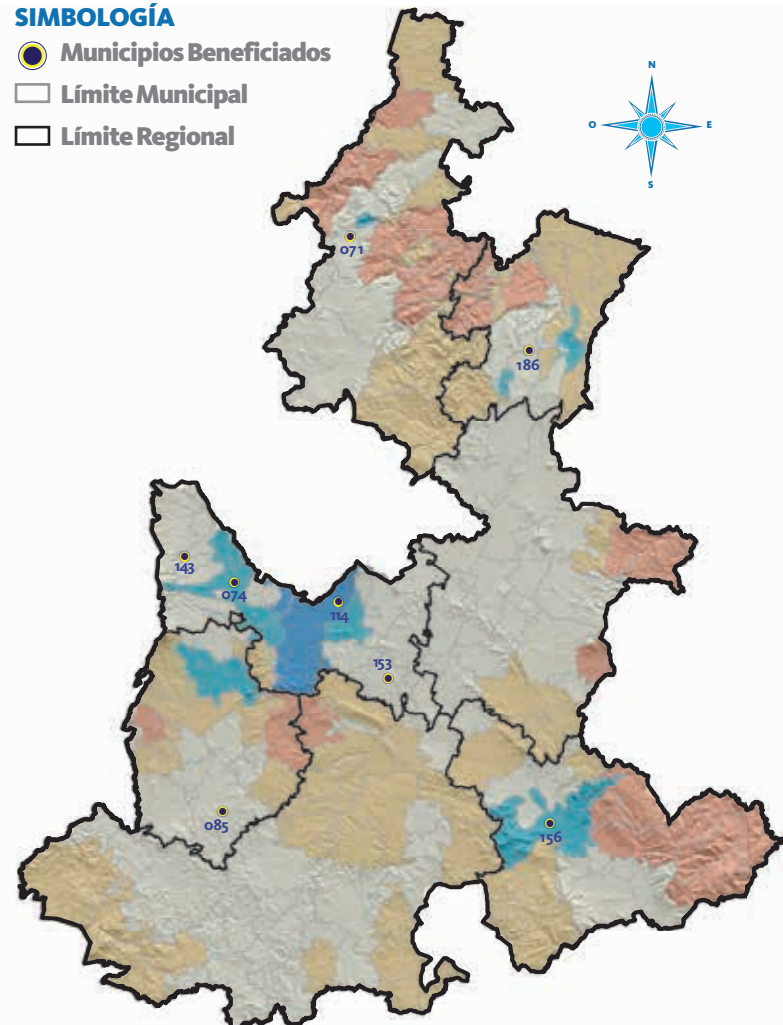 SIMBOLOGÍA
Municipios Beneficiados
Límite Municipal
Límite Regional
N
O
E
S
071
186
143
074
114
153
085
156